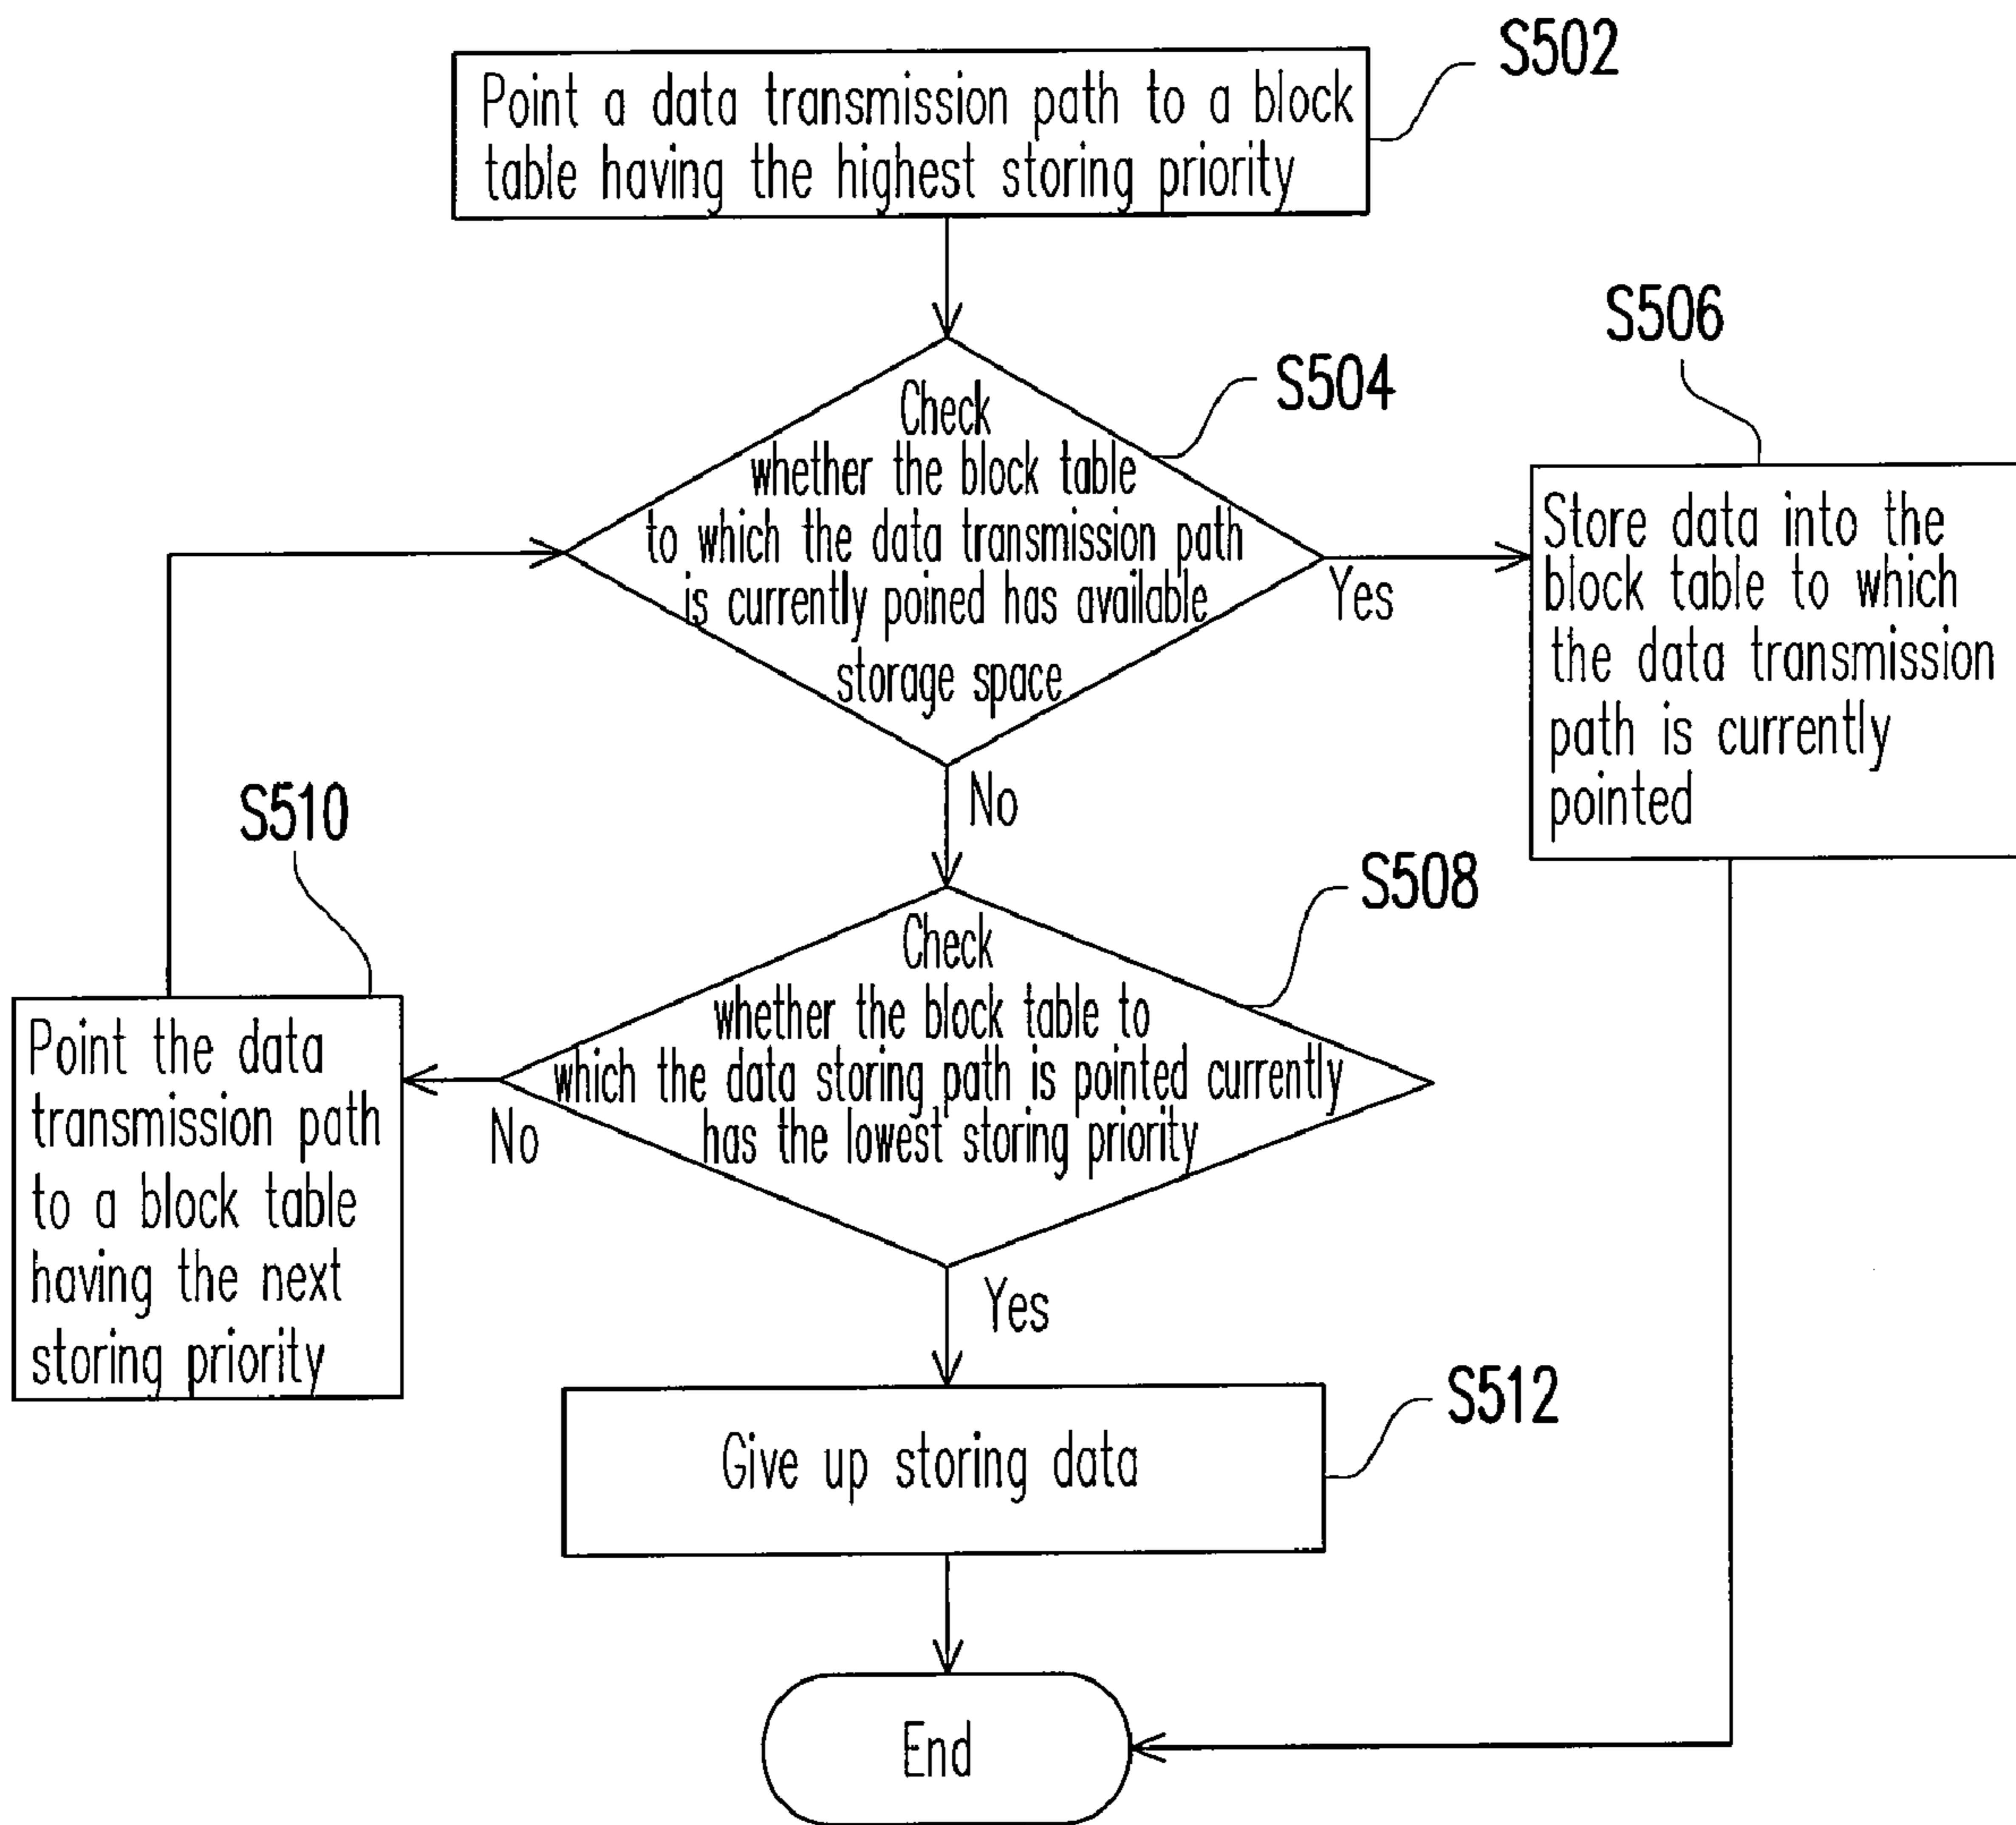 S502
Point a data transmission path to a block
table having the highest storing priority
S504
Check
whether the block table
to which the data transmission path
is currently poined has available
storage space
Yes
No
S506
Store data into the
block table to which
the data transmission
path is currently
pointed
S508
Check
whether the block table to
which the data storing path is pointed currently
has the lowest storing priority
No
Yes
S510
Point the data
transmission path
to a block table
having the next
storing priority
S512
Give up storing data
End